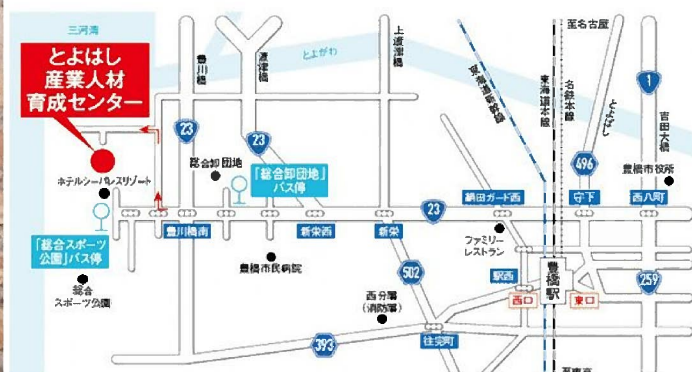 三河湾
とよはし
産業人材
育成センター
ホテルシーパレスリゾート
「総合スポーツ
公園」バス停
総合
スポーツ公園
豊川橋
渡津橋
とよがわ
上渡津橋
23
23
総合卸団地
「総合卸団地」
バス停
豊川橋南
新栄西
新栄
23
豊橋市民病院
502
西分署
(消防署)
393
往完町
東海道新幹線
東海道本線
名鉄本線
至名古屋
とよばし
1
吉田大橋
496
豊橋市役所
鍋田ガード西
守下
西八町
ファミリー
レストラン
駅西
豊橋駅
西口
東口
259
至東京